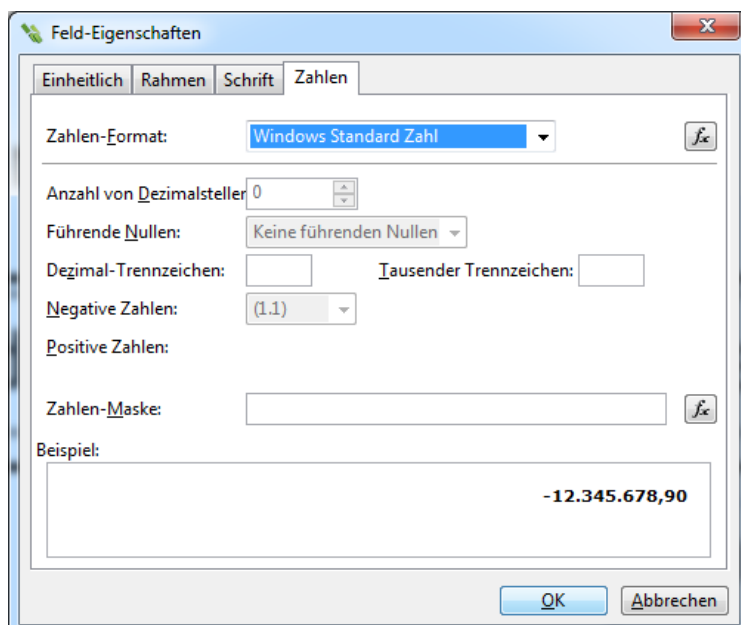 Feld-Eigenschaften
Einheitlich Rahmen Schrift Zahlen
Zahlen-Format: Windows Standard Zahl fx
Anzahl von Dezimalsteller 0
Führende Nullen: Keine führenden Nullen
Dezimal-Trennzeichen: Tausender Trennzeichen:
Negative Zahlen: (1.1)
Positive Zahlen:
Zahlen-Maske: fx
Beispiel:
-12.345.678,90
OK Abbrechen